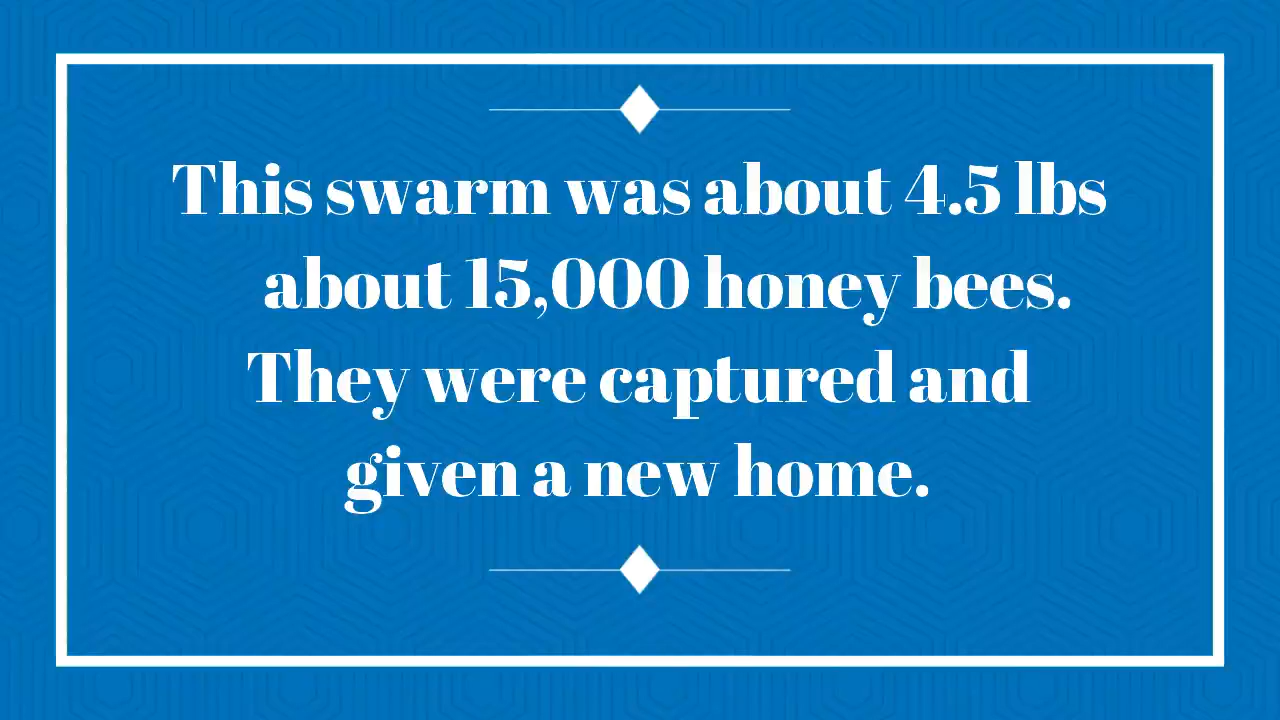 This swarm was about 4.5 lbs
about 15,000 honey bees.
They were captured and
given a new home.